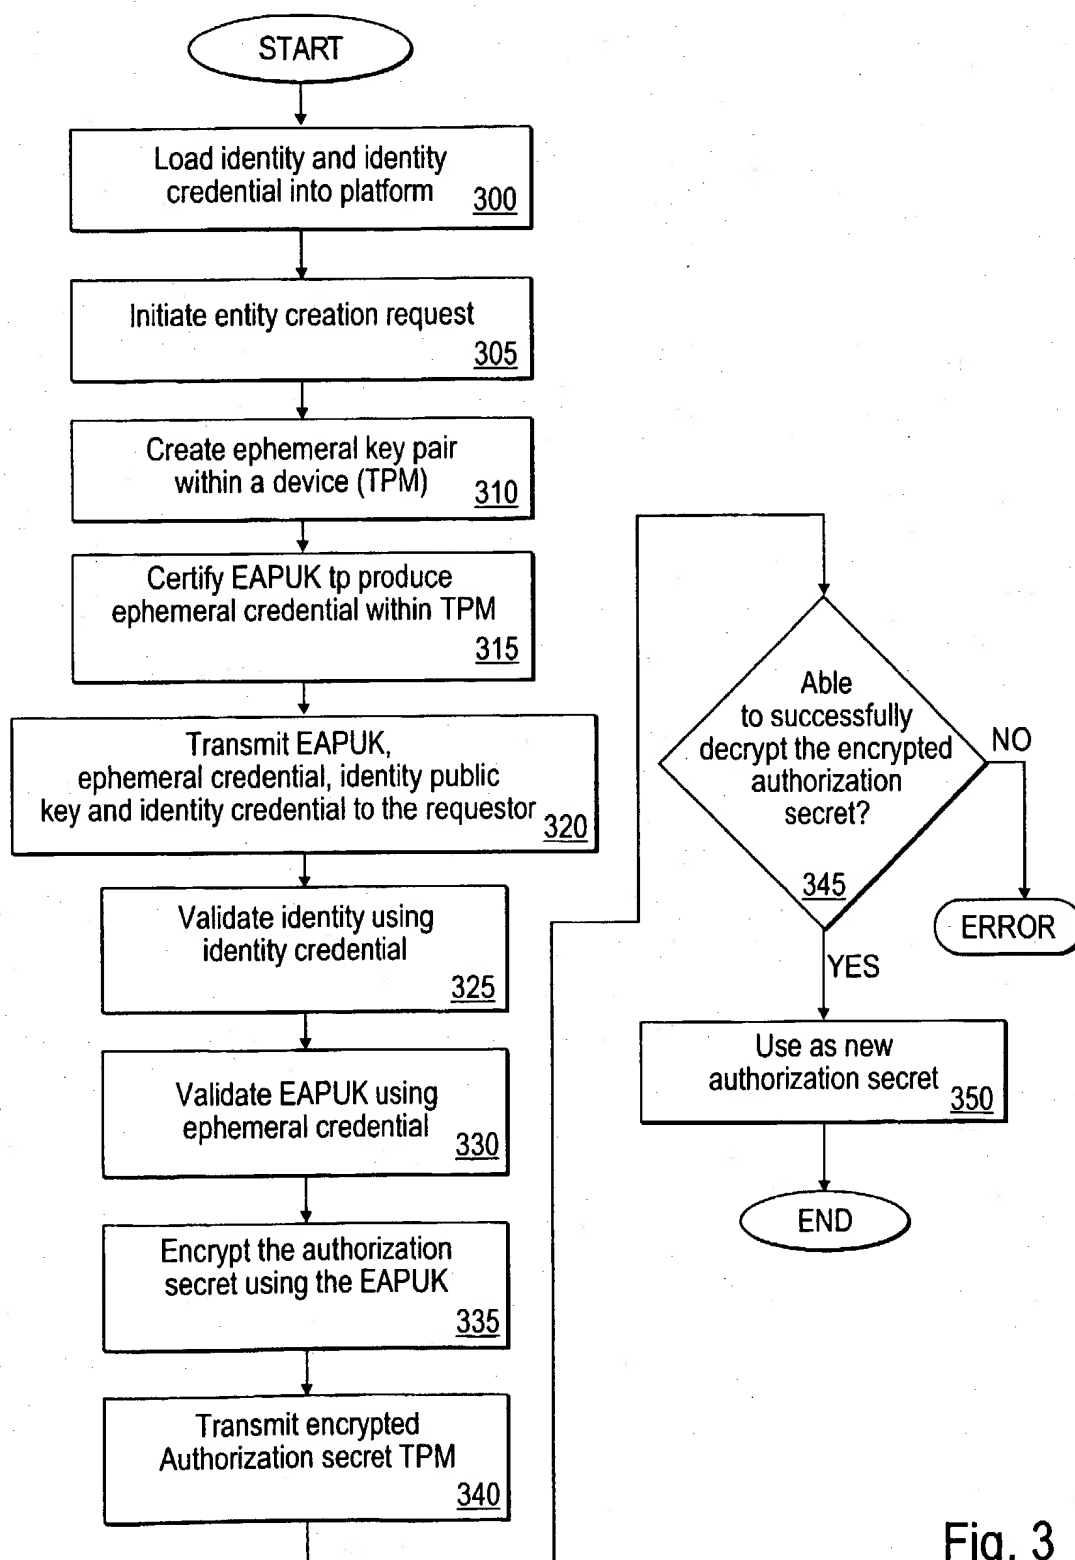 START
Load identity and identity
credential into platform
300
Initiate entity creation request
305
Create ephemeral key pair
within a device (TPM)
310
Certify EAPUK tp produce
ephemeral credential within TPM
315
Transmit EAPUK,
ephemeral credential, identity public
key and identity credential to the requestor
320
Validate identity using
identity credential
325
Validate EAPUK using
ephemeral credential
330
Encrypt the authorization
secret using the EAPUK
335
Transmit encrypted
Authorization secret TPM
340
Able
to successfully
decrypt the encrypted
authorization
secret?
345
NO
ERROR
YES
Use as new
authorization secret
350
END
Fig. 3